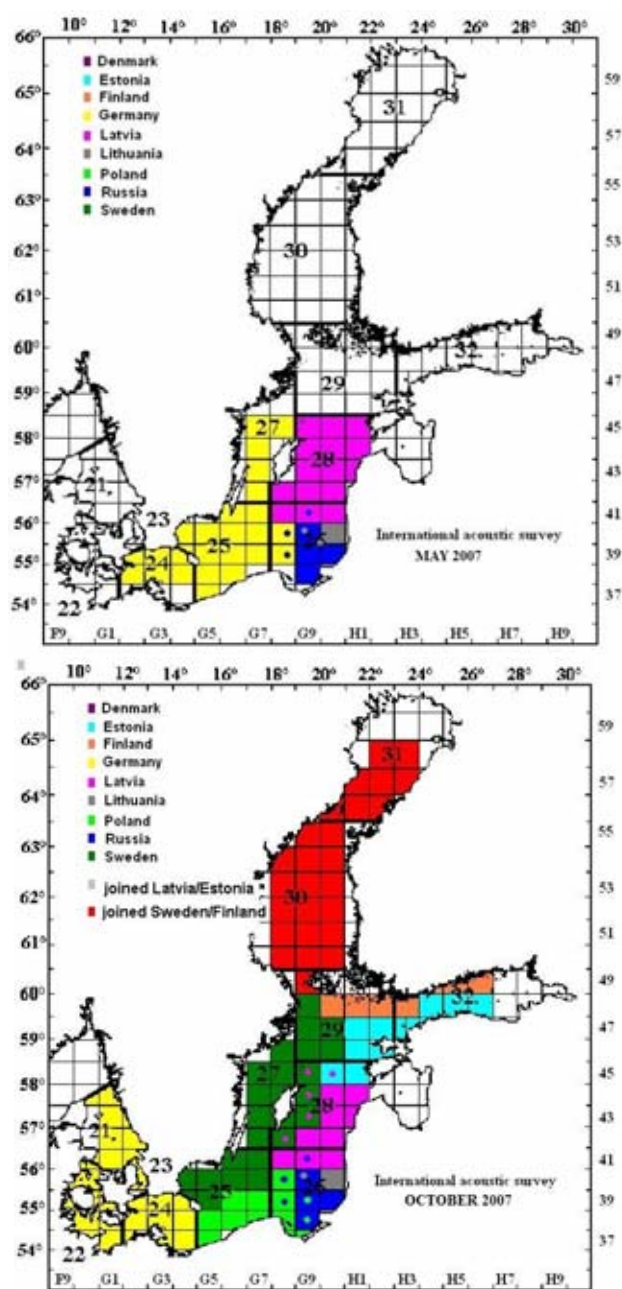 10° 12° 14° 16° 18° 20° 22° 24° 26° 28° 30°
66°
Denmark
Estonia
Finland
Germany
Latvia
Lithuania
Poland
Russia
Sweden
65°
64°
63°
62°
61°
60°
59°
58°
57°
56°
55°
54°
59
57
55
53
51
49
47
45
43
41
39
37
31
30
32
29
27
28
21
23
25
24
22
International acoustic survey
MAY 2007
F9 G1 G3 G5 G7 G9 H1 H3 H5 H7 H9
10° 12° 14° 16° 18° 20° 22° 24° 26° 28° 30°
66°
Denmark
Estonia
Finland
Germany
Latvia
Lithuania
Poland
Russia
Sweden
joined Latvia/Estonia
joined Sweden/Finland
65°
64°
63°
62°
61°
60°
59°
58°
57°
56°
55°
54°
59
57
55
53
51
49
47
45
43
41
39
37
31
30
32
29
27
28
21
23
25
24
22
International acoustic survey
OCTOBER 2007
F9 G1 G3 G5 G7 G9 H1 H3 H5 H7 H9